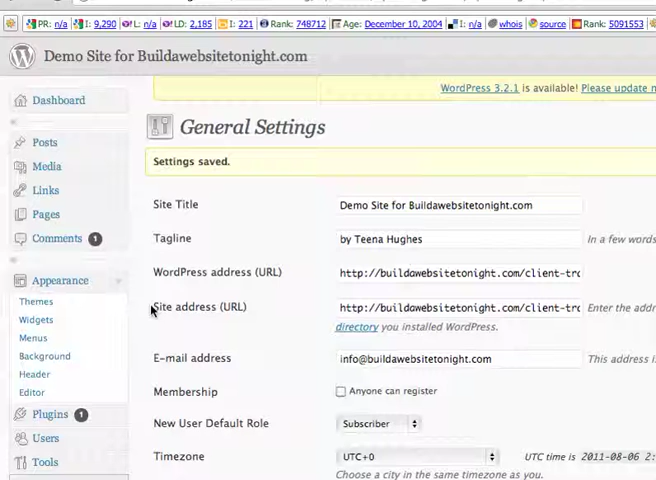 PR: n/a I: 9,290 L: n/a LD: 2,185 I: 221 Rank: 748712 Age: December 10, 2004 I: n/a whois source Rank: 5091553
Demo Site for Buildawebsitetonight.com
WordPress 3.2.1 is available! Please update n
Dashboard
General Settings
Posts
Settings saved.
Media
Links
Pages
Comments 1
Site Title Demo Site for Buildawebsitetonight.com
Tagline by Teena Hughes In a few words
WordPress address (URL) http://buildawebsitetonight.com/client-tra
Appearance
Themes
Widgets
Menus
Background
Header
Editor
Site address (URL) http://buildawebsitetonight.com/client-tra Enter the addr
directory you installed WordPress.
E-mail address info@buildawebsitetonight.com This address i
Membership Anyone can register
Plugins 1
New User Default Role Subscriber
Users
Timezone UTC+0 UTC time is 2011-08-06 2:
Tools
Choose a city in the same timezone as you.